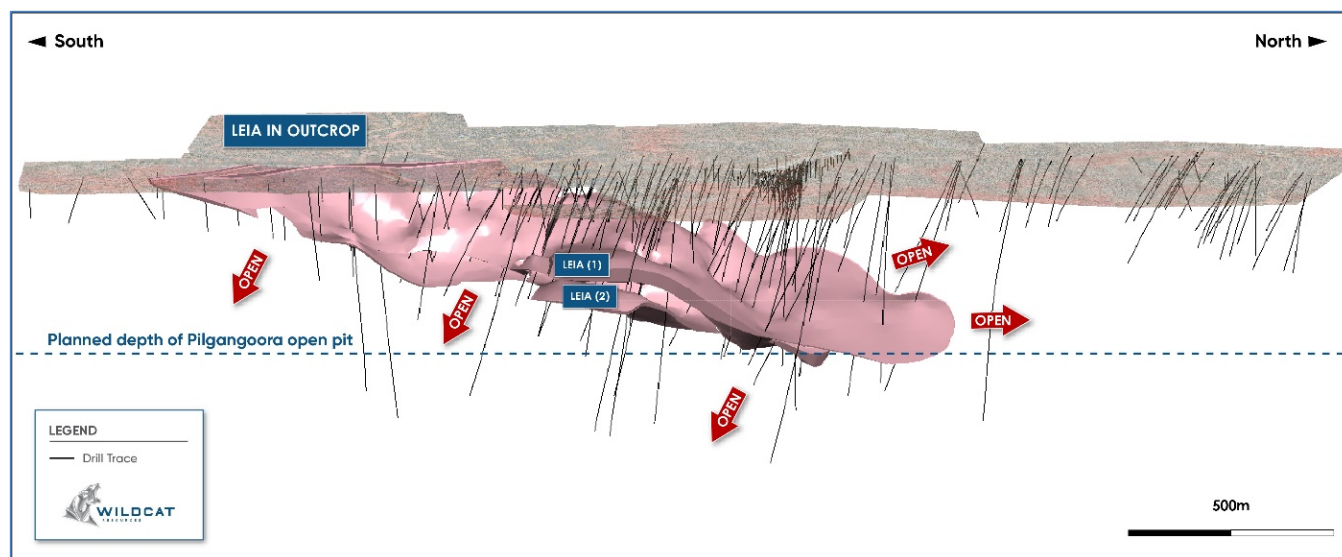 South
North
LEIA IN OUTCROP
LEIA (1)
LEIA (2)
OPEN
OPEN
OPEN
OPEN
OPEN
Planned depth of Pilgangoora open pit
LEGEND
Drill Trace
WILDCAT
RESOURCES
500m